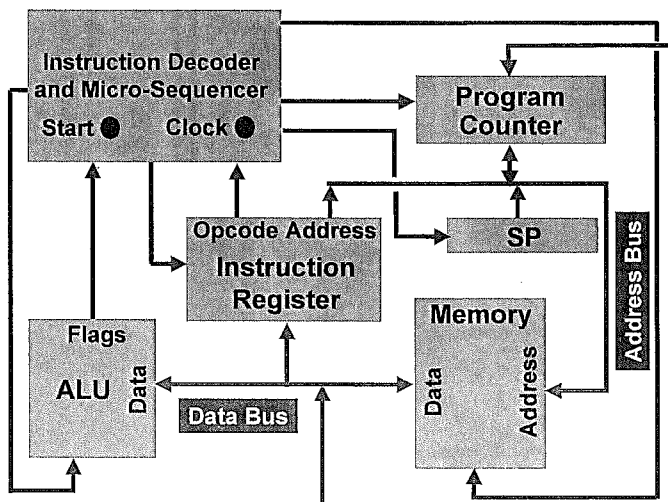 Instruction Decoder
and Micro-Sequencer
Start
Clock
Program
Counter
Opcode Address
Instruction
Register
SP
Address Bus
Flags
ALU
Data
Data Bus
Memory
Data
Address